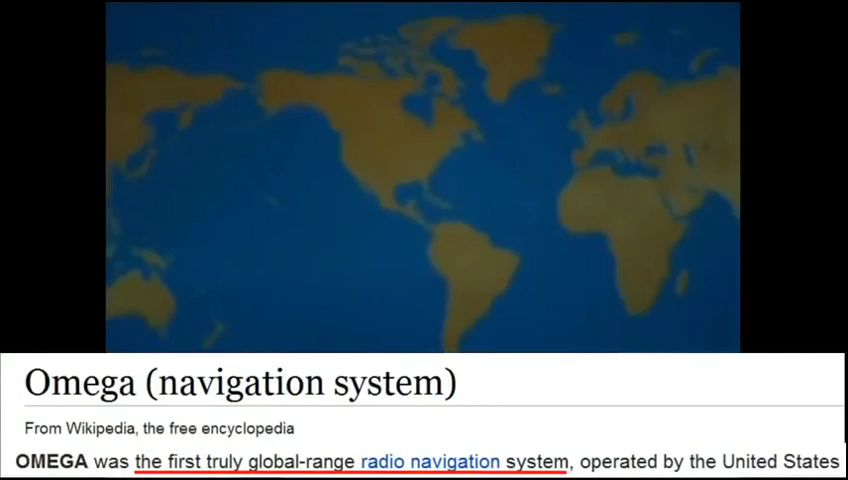 Omega (navigation system)
From Wikipedia, the free encyclopedia
OMEGA was the first truly global-range radio navigation system, operated by the United States